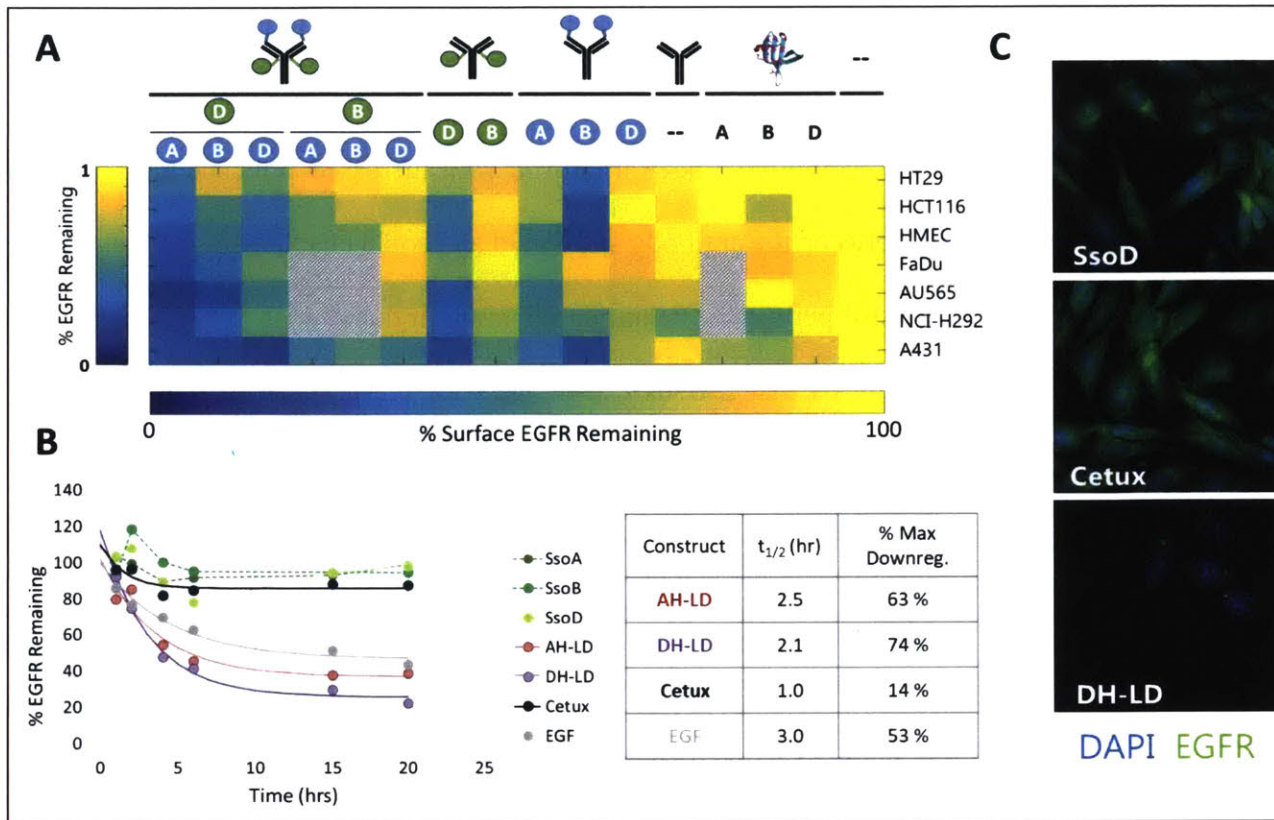 A
C
--
D B
A B D A B D
D B A B D -- A B D
1
% EGFR Remaining
0
HT29
HCT116
HMEC
FaDu
AU565
NCI-H292
A431
0 % Surface EGFR Remaining 100
B
140
120
100
80
60
40
20
0
% EGFR Remaining
0 5 10 15 20 25
Time (hrs)
SsoA
SsoB
SsoD
AH-LD
DH-LD
Cetux
EGF
Construct t1/2 (hr) % Max Downreg.
AH-LD 2.5 63 %
DH-LD 2.1 74 %
Cetux 1.0 14 %
EGF 3.0 53 %
SsoD
Cetux
DH-LD
DAPI EGFR